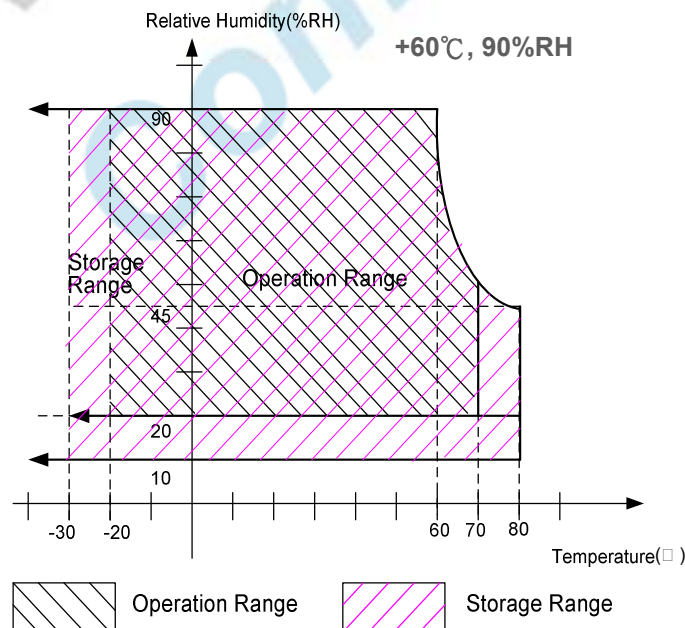 Relative Humidity(%RH)
+60℃, 90%RH
90
Storage
Range
Operation Range
45
20
10
-30
-20
60
70
80
Temperature(□ )
Operation Range
Storage Range